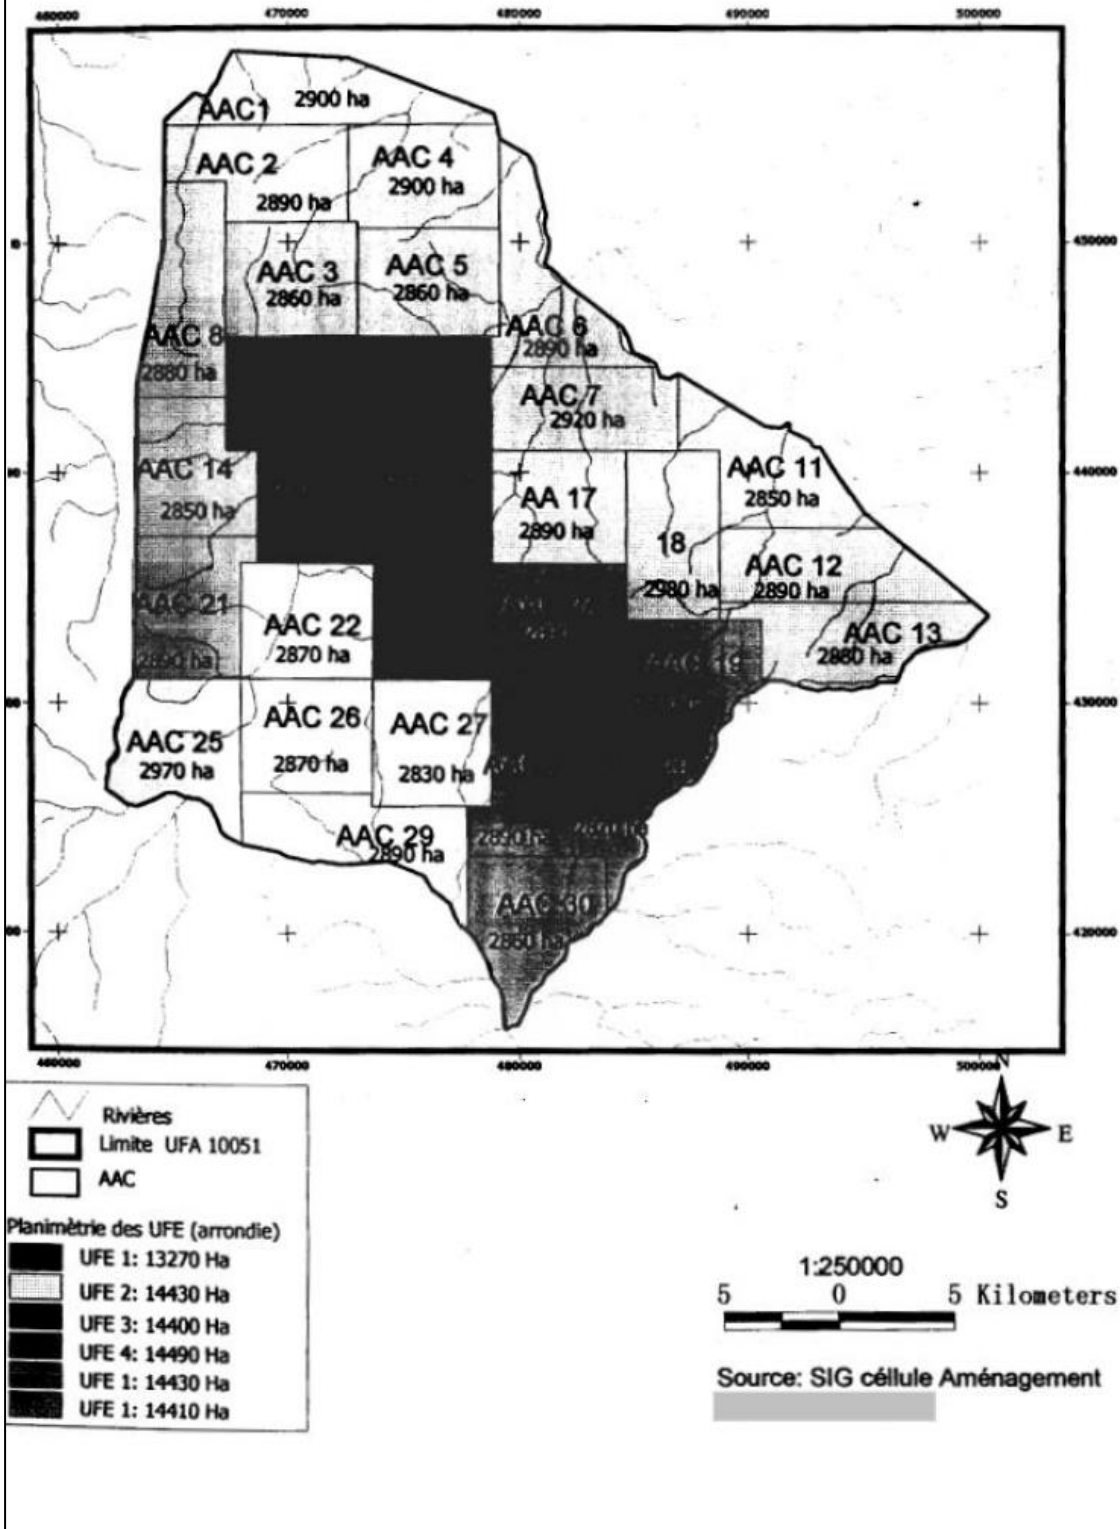 460000 470000 480000 490000 500000
AAC1 2900 ha
AAC 2
2890 ha
AAC 4
2900 ha
450000
AAC 3
2860 ha
AAC 5
2860 ha
AAC 8
2880 ha
AAC 6
2890 ha
AAC 7
2920 ha
AAC 14
2850 ha
440000
AA 17
2890 ha
18
2980 ha
AAC 11
2850 ha
AAC 12
2890 ha
AAC 13
2880 ha
AAC 21
2890 ha
AAC 22
2870 ha
AAC 19
430000
AAC 25
2970 ha
AAC 26
2870 ha
AAC 27
2830 ha
AAC 29
2890 ha
2890 ha
AAC 30
2860 ha
420000
460000 470000 480000 490000 500000
N
W E
S
Rivières
Limite UFA 10051
AAC
Planimètrie des UFE (arrondie)
UFE 1: 13270 Ha
UFE 2: 14430 Ha
UFE 3: 14400 Ha
UFE 4: 14490 Ha
UFE 1: 14430 Ha
UFE 1: 14410 Ha
1:250000
5 0 5 Kilometers
Source: SIG céllule Aménagement